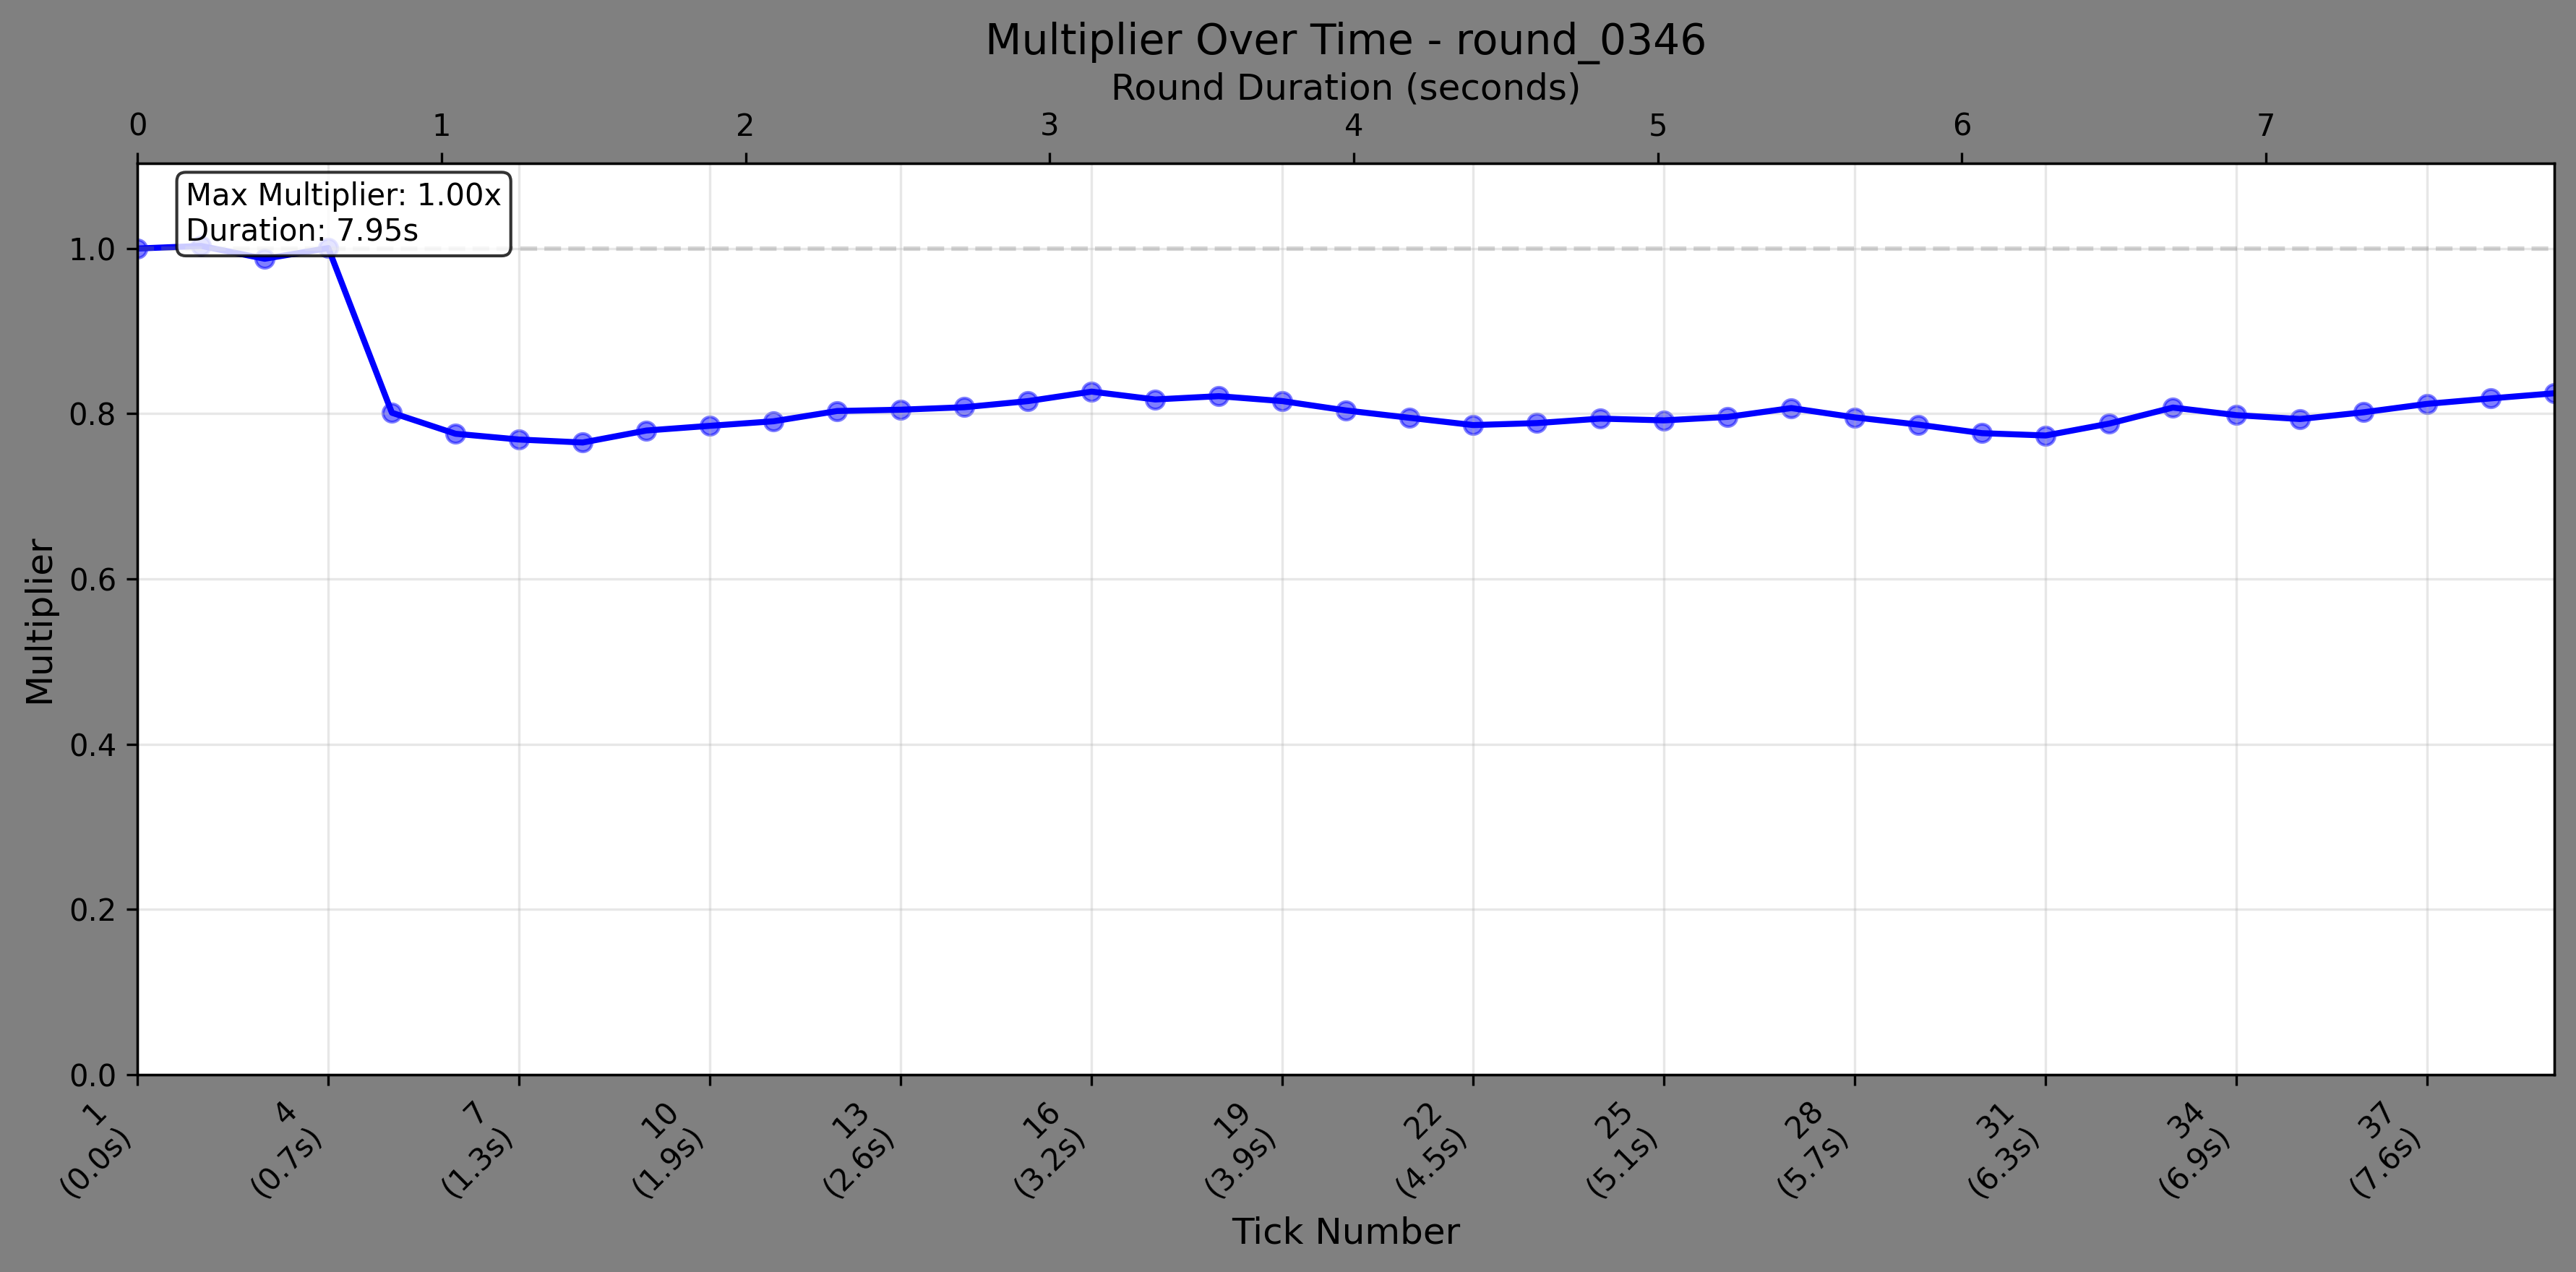 Multiplier Over Time - round_0346
Round Duration (seconds)
0 1 2 3 4 5 6 7
Max Multiplier: 1.00x
Duration: 7.95s
Multiplier
1.0
0.8
0.6
0.4
0.2
0.0
1
(0.0s)
4
(0.7s)
7
(1.3s)
10
(1.9s)
13
(2.6s)
16
(3.2s)
19
(3.9s)
22
(4.5s)
25
(5.1s)
28
(5.7s)
31
(6.3s)
34
(6.9s)
37
(7.6s)
Tick Number